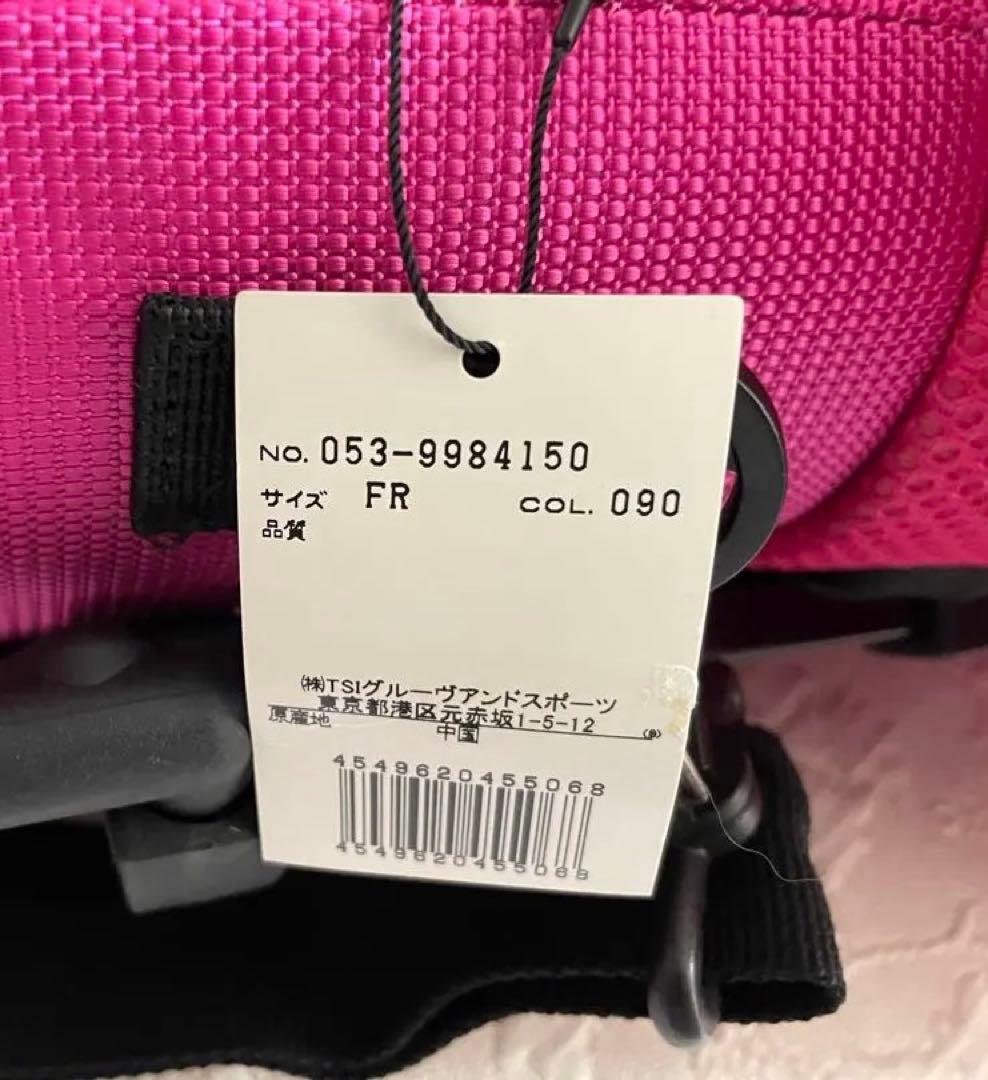 NO. 053-9984150
サイズ FR COL. 090
品質
㈱TSIグルーヴアンドスポーツ
東京都港区元赤坂1-5-12
原産地 中国
4549620455068
4549620455068